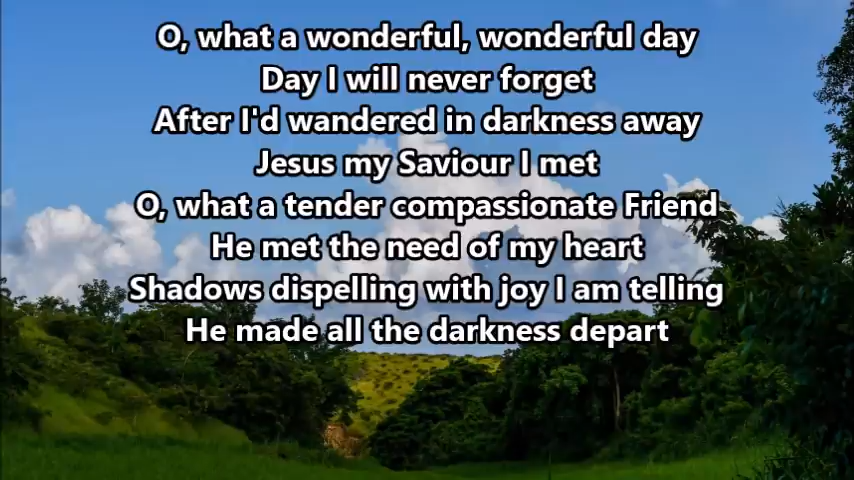 O, what a wonderful, wonderful day
Day I will never forget
After I'd wandered in darkness away
Jesus my Saviour I met
O, what a tender compassionate Friend
He met the need of my heart
Shadows dispelling with joy I am telling
He made all the darkness depart